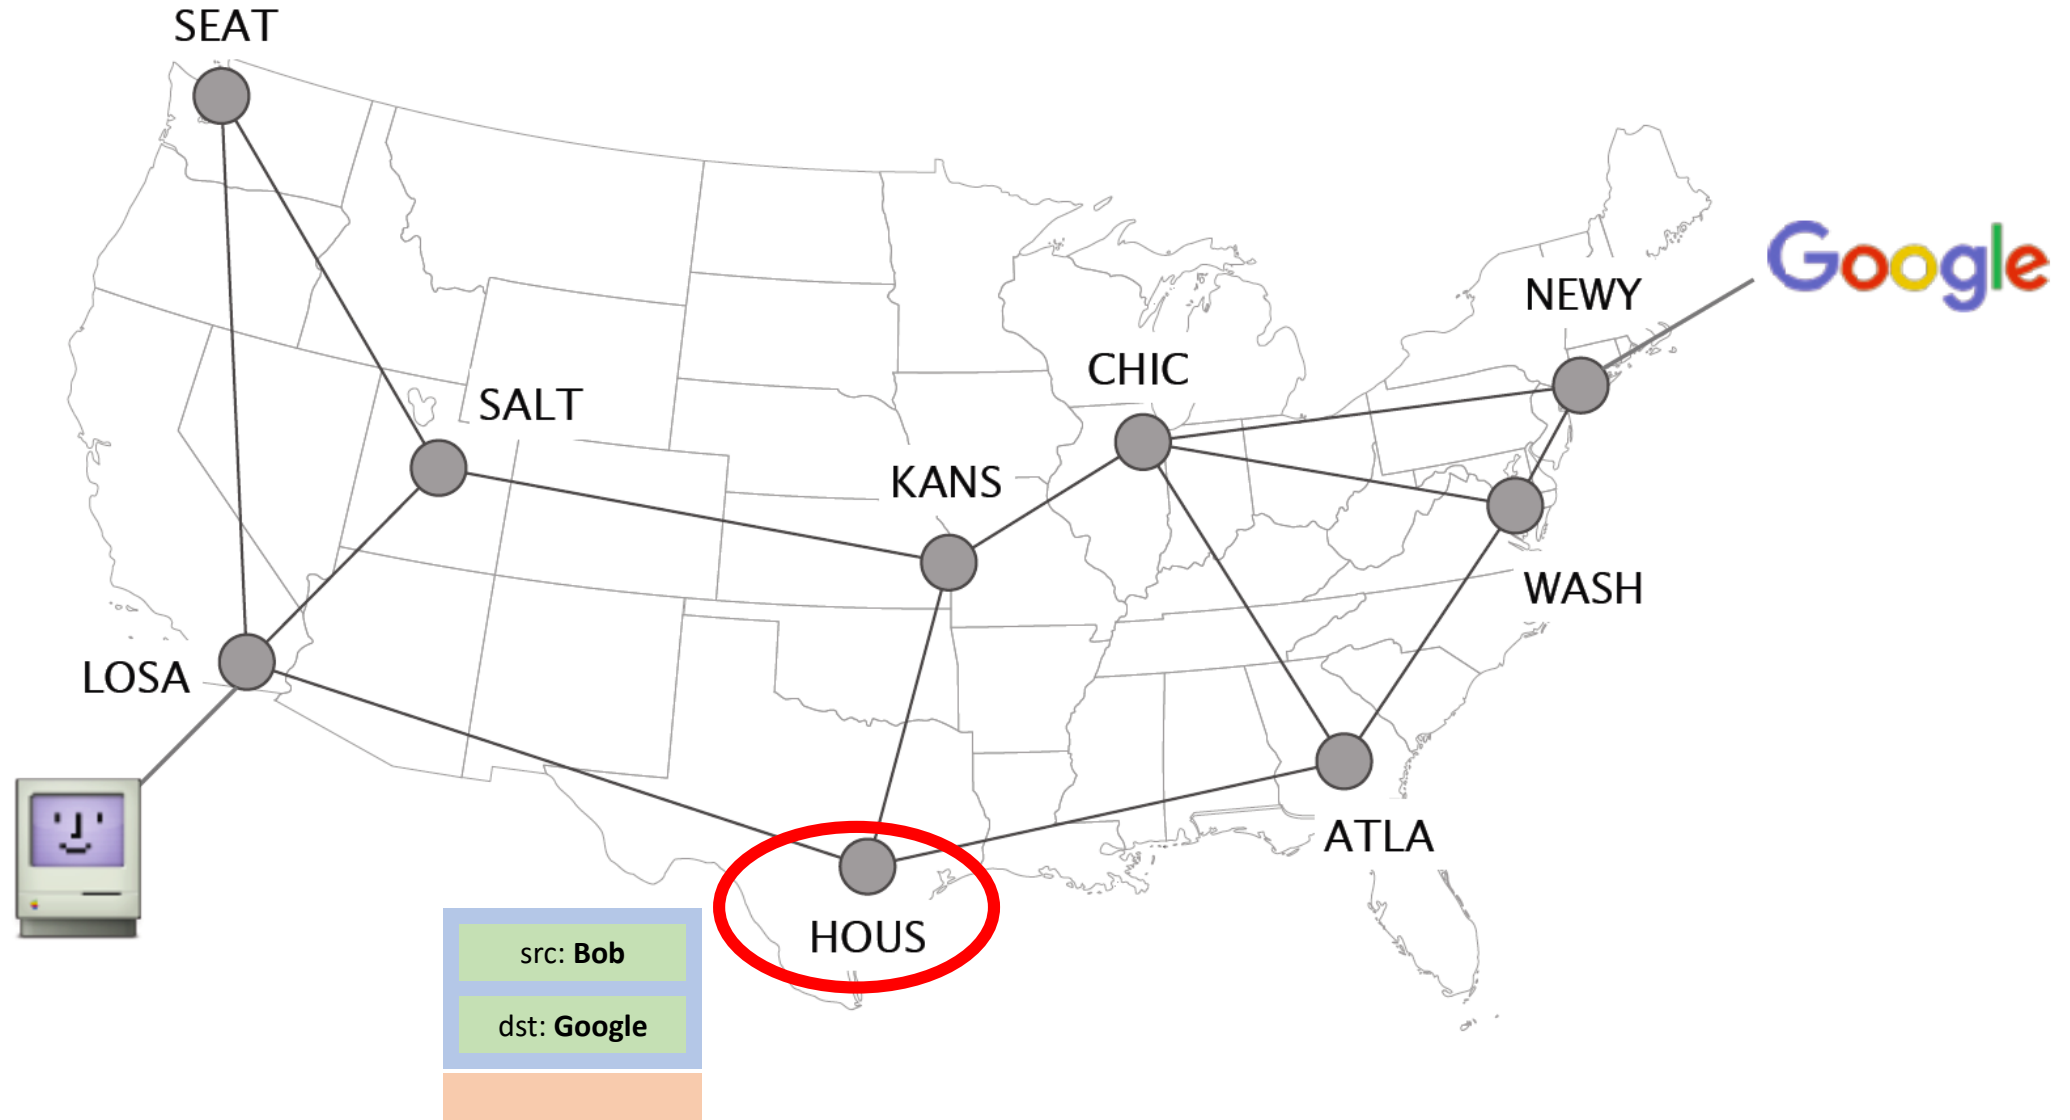 SEAT
Google
NEWY
CHIC
SALT
KANS
WASH
LOSA
ATLA
HOUS
src: Bob
dst: Google